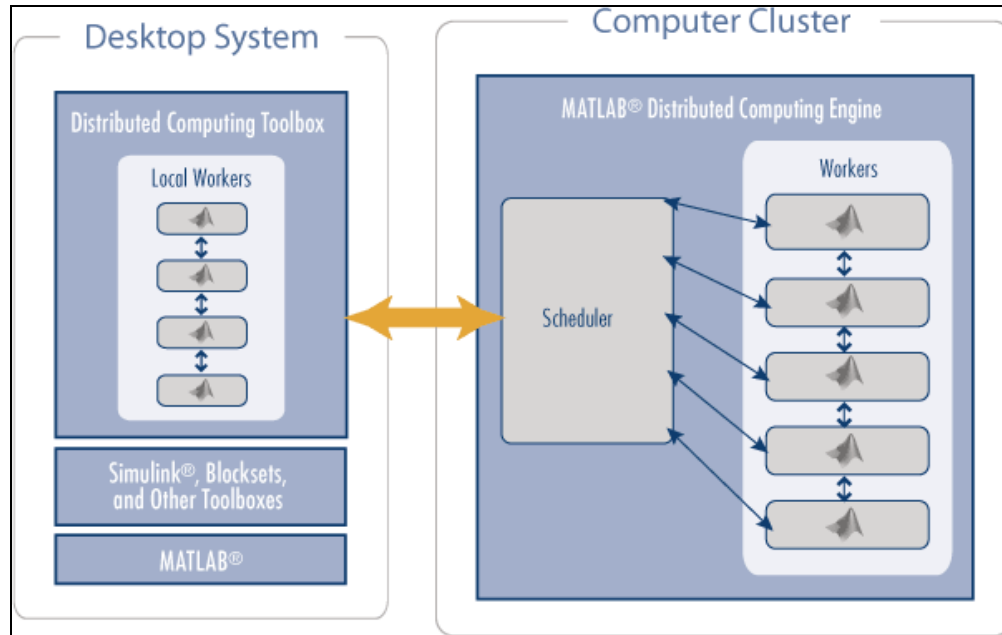 Desktop System
Distributed Computing Toolbox
Local Workers
Simulink®, Blocksets,
and Other Toolboxes
MATLAB®
Computer Cluster
MATLAB® Distributed Computing Engine
Scheduler
Workers